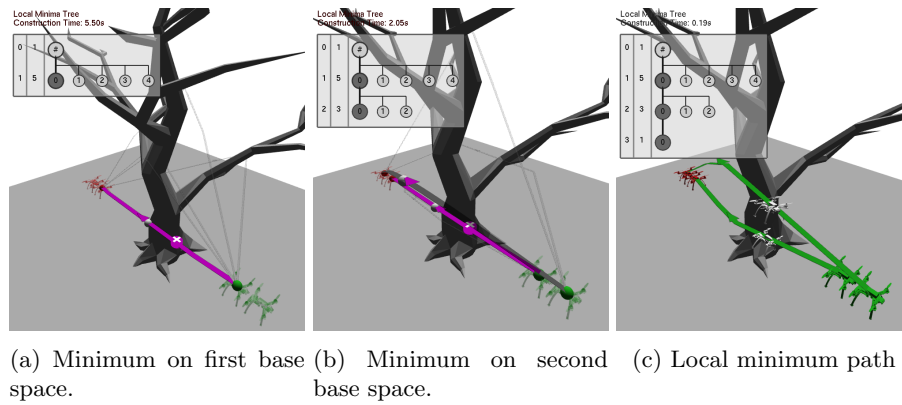 Local Minima Tree
Construction Time: 5.50s
0 1 #
1 5 0 1 2 3 4
Local Minima Tree
Construction Time: 2.05s
0 1 #
1 5 0 1 2 3 4
2 3 0 1 2
Local Minima Tree
Construction Time: 0.19s
0 1 #
1 5 0 1 2 3 4
2 3 0 1 2
3 1 0
(a) Minimum on first base
space.
(b) Minimum on second
base space.
(c) Local minimum path